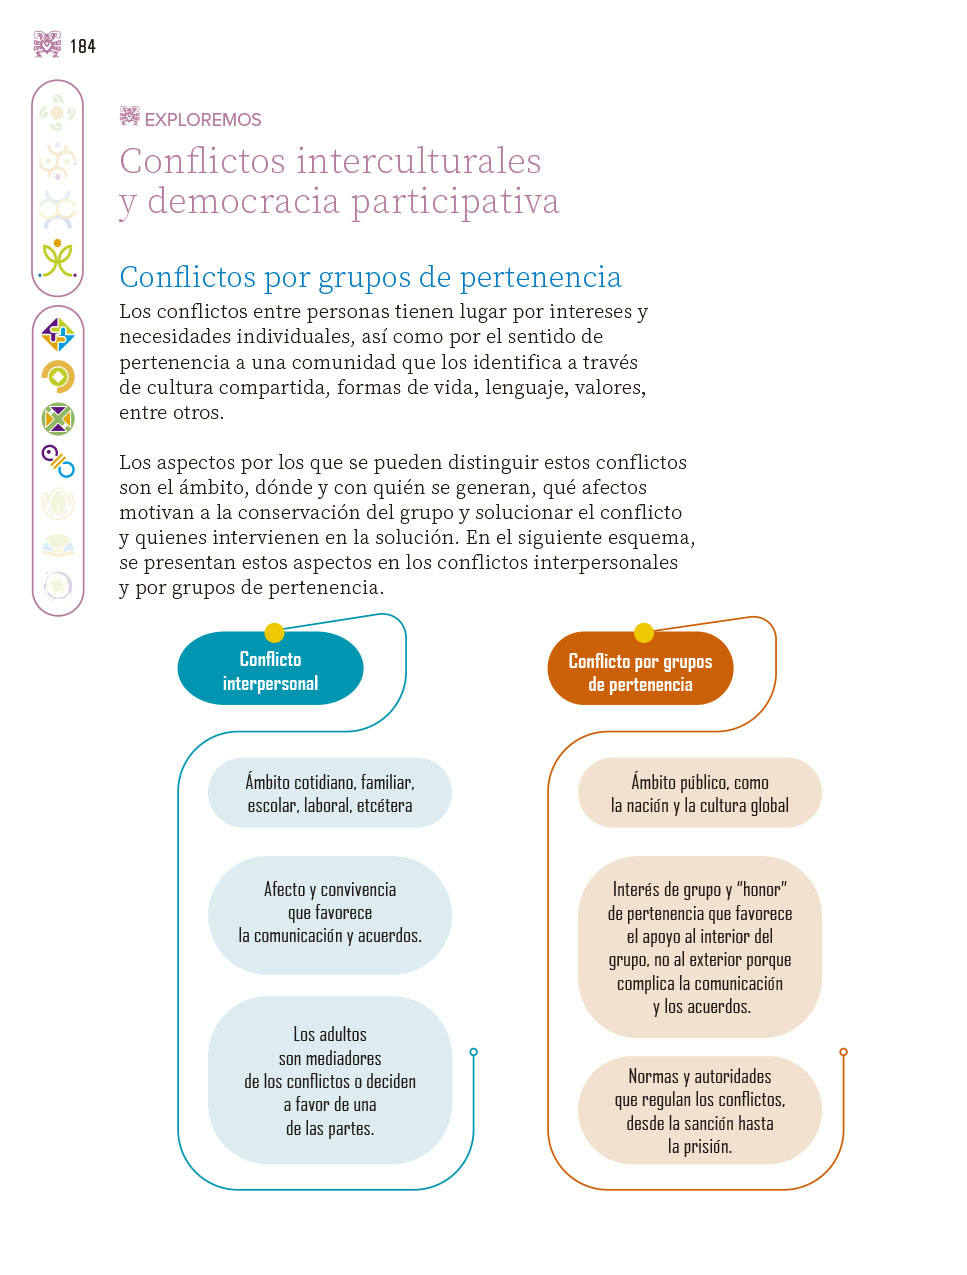 184
EXPLOREMOS
Conflictos interculturales
y democracia participativa
Conflictos por grupos de pertenencia
Los conflictos entre personas tienen lugar por intereses y
necesidades individuales, así como por el sentido de
pertenencia a una comunidad que los identifica a través
de cultura compartida, formas de vida, lenguaje, valores,
entre otros.
Los aspectos por los que se pueden distinguir estos conflictos
son el ámbito, dónde y con quién se generan, qué afectos
motivan a la conservación del grupo y solucionar el conflicto
y quienes intervienen en la solución. En el siguiente esquema,
se presentan estos aspectos en los conflictos interpersonales
y por grupos de pertenencia.
Conflicto
interpersonal
Ámbito cotidiano, familiar,
escolar, laboral, etcétera
Afecto y convivencia
que favorece
la comunicación y acuerdos.
Los adultos
son mediadores
de los conflictos o deciden
a favor de una
de las partes.
Conflicto por grupos
de pertenencia
Ámbito público, como
la nación y la cultura global
Interés de grupo y “honor”
de pertenencia que favorece
el apoyo al interior del
grupo, no al exterior porque
complica la comunicación
y los acuerdos.
Normas y autoridades
que regulan los conflictos,
desde la sanción hasta
la prisión.